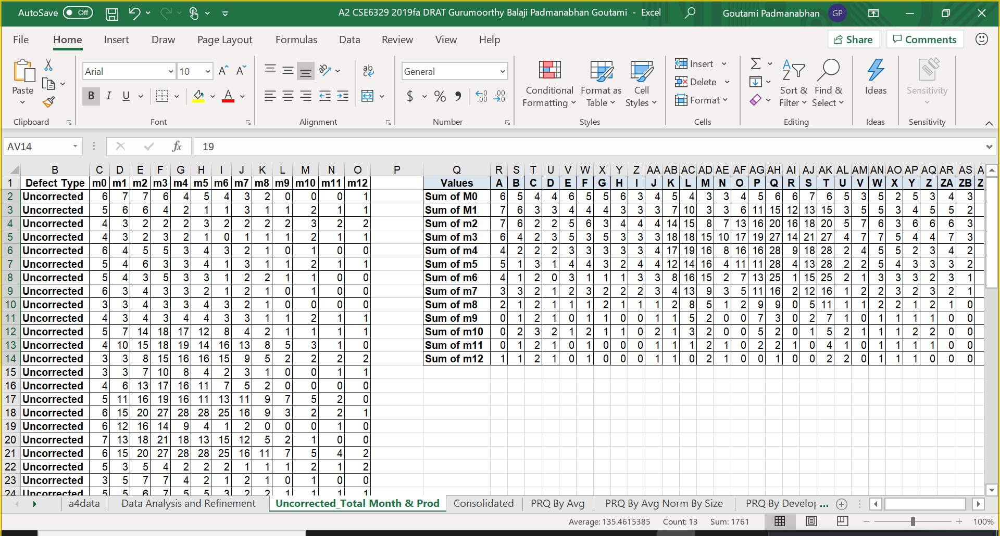 AutoSave Off A2 CSE6329 2019fa DRAT Gurumoorthy Balaji Padmanabhan Goutami - Excel Goutami Padmanabhan GP
File Home Insert Draw Page Layout Formulas Data Review View Help Share Comments
Arial 10 General
Paste Conditional Formatting Format as Table Cell Styles Insert Delete Format Sort & Filter Find & Select Ideas Sensitivity
Clipboard Font Alignment Number Styles Cells Editing Ideas Sensitivity
AV14 fx 19
B C D E F G H I J K L M N O P Q R S T U V W X Y Z AA AB AC AD AE AF AG AH AI AJ AK AL AM AN AO AP AQ AR AS A
1 Defect Type m0 m1 m2 m3 m4 m5 m6 m7 m8 m9 m10 m11 m12 Values A B C D E F G H I J K L M N O P Q R S T U V W X Y Z ZA ZB Z
2 Uncorrected 6 7 7 6 4 5 4 3 2 0 0 0 1 Sum of M0 6 5 4 4 6 5 5 6 3 4 5 4 3 3 4 5 6 6 7 6 5 3 5 2 5 3 4 3
3 Uncorrected 5 6 6 4 2 1 1 3 1 1 2 1 1 Sum of M1 7 6 3 3 4 4 4 3 3 3 7 10 3 3 6 11 15 12 13 15 3 5 5 3 4 5 5 2
4 Uncorrected 4 3 2 2 2 3 2 2 2 2 3 2 2 Sum of m2 7 6 2 2 5 6 3 4 4 4 14 15 8 7 13 16 20 16 18 20 5 7 6 3 6 6 6 3
5 Uncorrected 4 3 2 3 2 1 0 1 1 1 2 1 1 Sum of m3 6 4 2 3 5 3 5 3 3 3 18 18 15 10 17 19 27 14 21 27 4 7 7 5 4 4 7 3
6 Uncorrected 6 4 5 5 3 4 3 2 1 0 1 0 0 Sum of m4 4 2 2 2 3 3 3 3 3 4 17 19 16 8 16 16 28 9 18 28 2 4 5 5 2 3 4 2
7 Uncorrected 5 4 6 3 3 4 1 3 1 1 2 1 1 Sum of m5 5 1 3 1 4 4 3 2 4 4 12 14 16 4 11 11 28 4 13 28 2 2 5 4 3 3 3 2
8 Uncorrected 5 4 3 5 3 3 1 2 2 1 1 0 0 Sum of m6 4 1 2 0 3 1 1 1 3 3 8 16 15 2 7 13 25 1 15 25 2 1 3 3 3 2 3 1
9 Uncorrected 6 3 4 3 3 2 1 2 1 0 1 0 0 Sum of m7 3 3 2 1 2 3 2 2 2 3 4 13 9 3 5 11 16 2 12 16 1 2 2 3 2 3 2 1
10 Uncorrected 3 3 4 3 3 4 3 2 1 0 0 0 0 Sum of m8 2 1 2 1 1 1 2 1 1 1 2 8 5 1 2 9 9 0 5 11 1 1 2 2 1 2 1 0
11 Uncorrected 4 3 4 3 4 4 3 3 1 1 2 1 1 Sum of m9 0 1 2 1 0 1 1 0 0 1 1 5 2 0 0 7 3 0 2 7 1 0 1 1 1 1 0 0
12 Uncorrected 5 7 14 18 17 12 8 4 2 1 1 1 1 Sum of m10 0 2 3 2 1 2 1 1 0 2 1 3 2 0 0 5 2 0 1 5 2 1 1 1 2 2 0 0
13 Uncorrected 4 10 15 18 19 14 16 13 8 5 3 1 0 Sum of m11 0 1 2 1 0 1 0 0 0 1 1 1 2 1 0 2 2 1 0 4 1 0 1 1 1 1 0 0
14 Uncorrected 3 3 8 15 16 16 15 9 5 2 2 2 2 Sum of m12 1 1 2 1 0 1 0 0 0 1 1 0 2 1 0 0 1 0 0 2 2 0 1 1 1 0 0 0
15 Uncorrected 3 3 7 10 8 4 2 3 1 0 0 1 1
16 Uncorrected 4 6 13 17 16 11 7 5 2 0 0 0 0
17 Uncorrected 5 11 16 19 16 11 13 11 9 7 5 2 0
18 Uncorrected 6 15 20 27 28 28 25 16 9 3 2 2 1
19 Uncorrected 6 12 16 14 9 4 1 2 0 0 0 1 0
20 Uncorrected 7 13 18 21 18 13 15 12 5 2 1 0 0
21 Uncorrected 6 15 20 27 28 28 25 16 11 7 5 4 2
22 Uncorrected 5 3 5 4 2 2 2 1 1 1 2 1 2
23 Uncorrected 3 5 7 7 4 2 1 2 1 0 1 0 0
24 Uncorrected 5 5 6 7 5 5 3 2 2 1 1 1 1
a4data Data Analysis and Refinement Uncorrected_Total Month & Prod Consolidated PRQ By Avg PRQ By Avg Norm By Size PRQ By Develop ...
Average: 135.4615385 Count: 13 Sum: 1761 100%